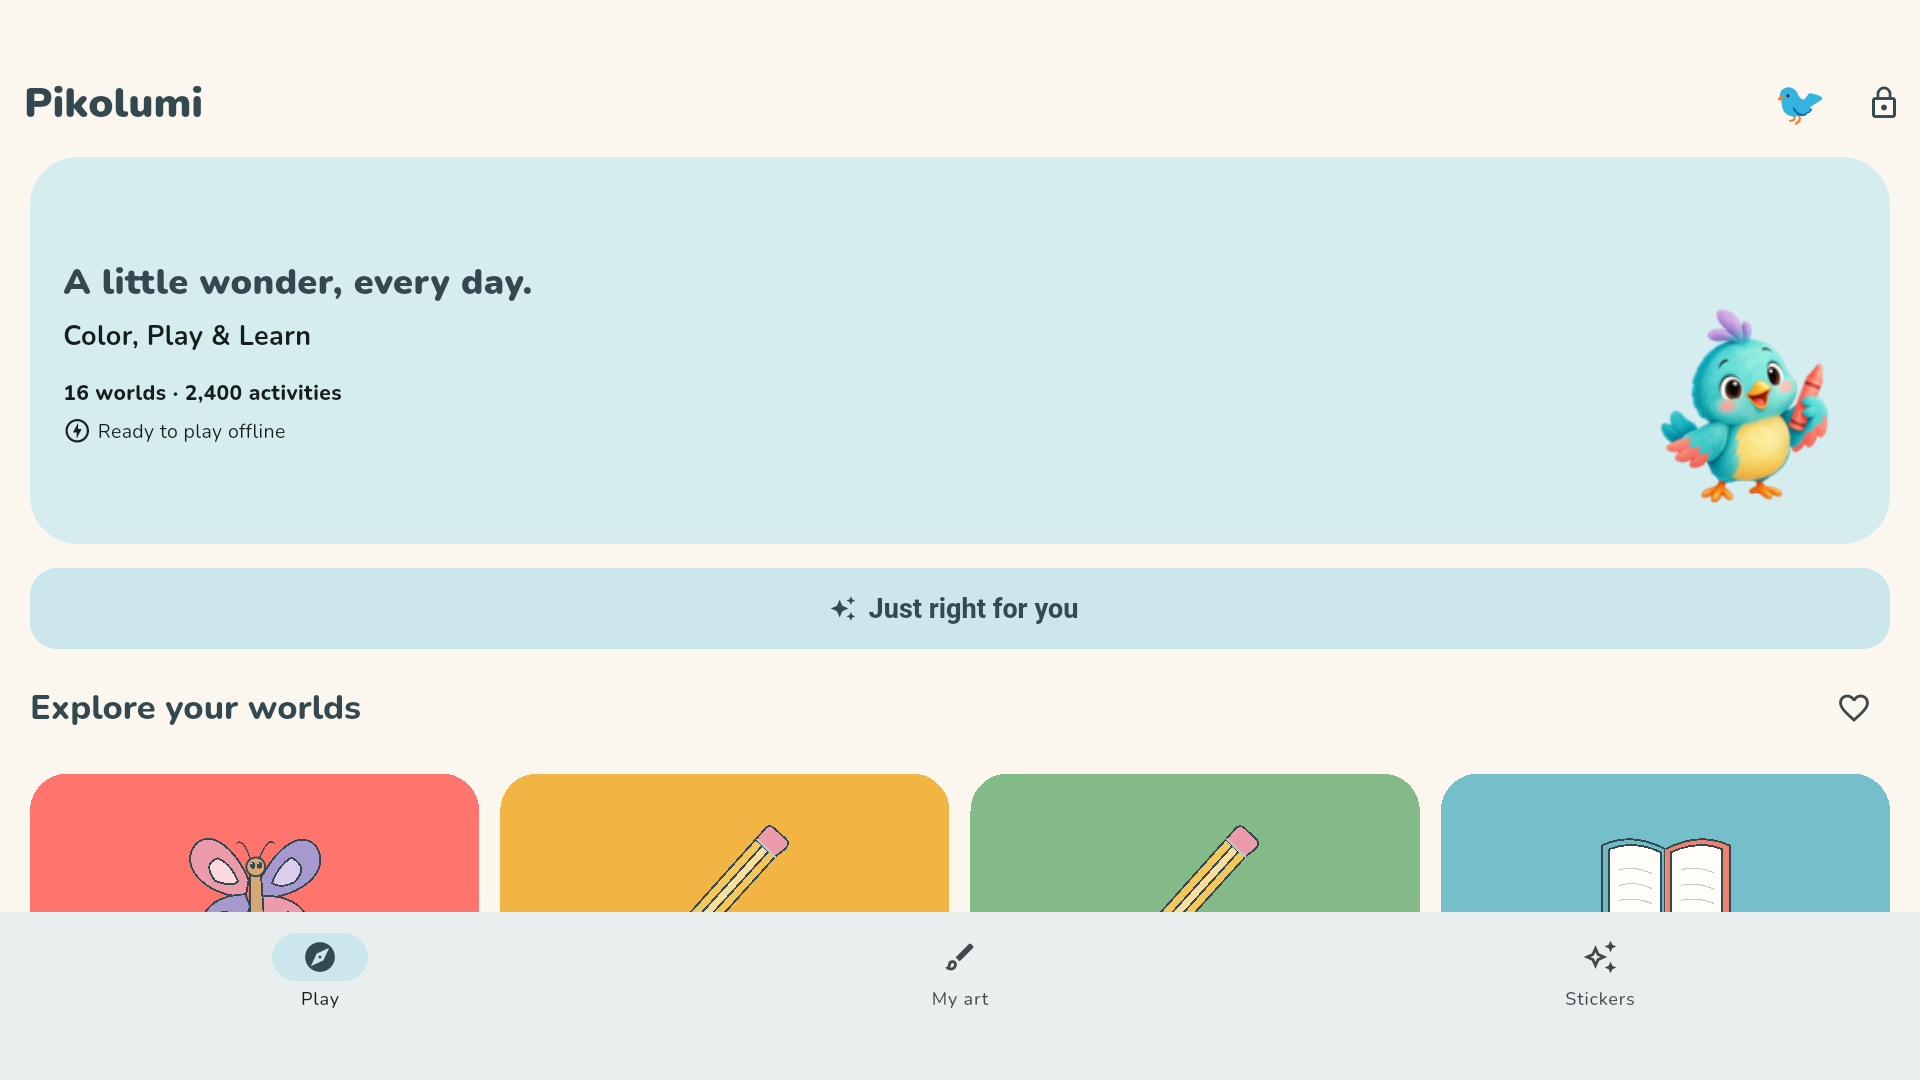 Pikolumi
A little wonder, every day.
Color, Play & Learn
16 worlds · 2,400 activities
Ready to play offline
Just right for you
Explore your worlds
Play
My art
Stickers